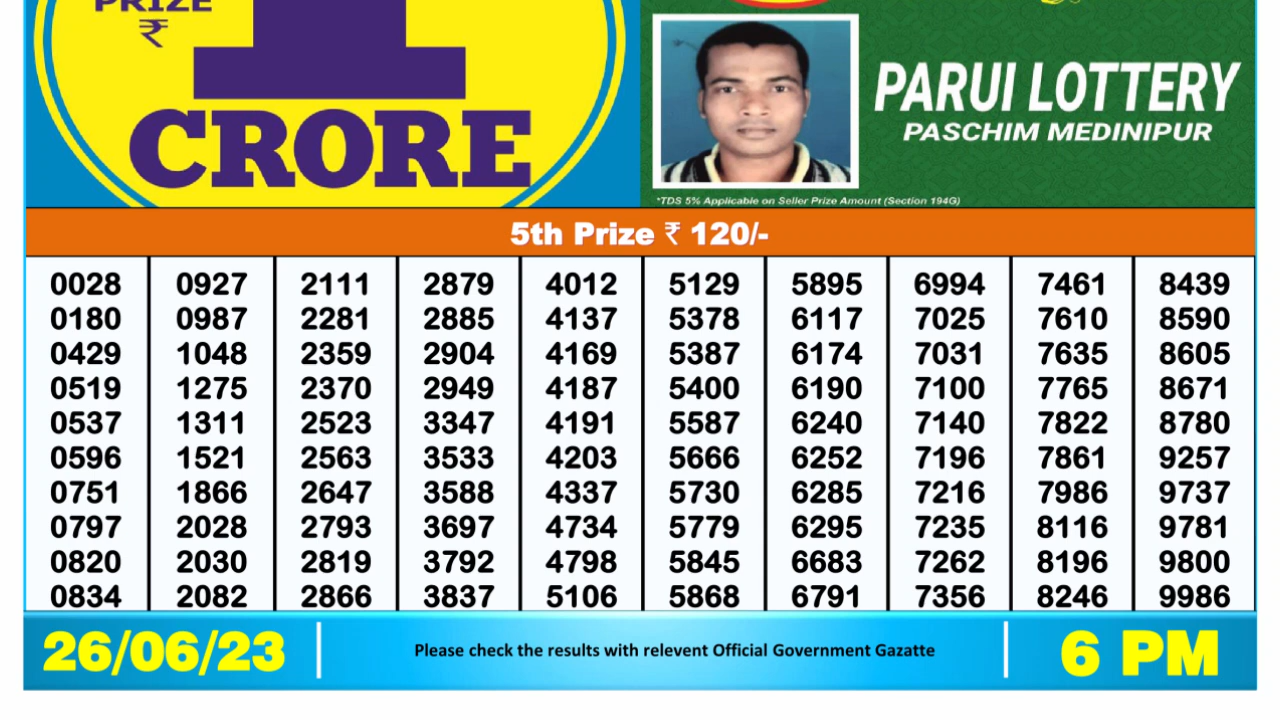 PRIZE
₹
1
CRORE
PARUI LOTTERY
PASCHIM MEDINIPUR
*TDS 5% Applicable on Seller Prize Amount (Section 194G)
5th Prize ₹ 120/-
0028 0927 2111 2879 4012 5129 5895 6994 7461 8439
0180 0987 2281 2885 4137 5378 6117 7025 7610 8590
0429 1048 2359 2904 4169 5387 6174 7031 7635 8605
0519 1275 2370 2949 4187 5400 6190 7100 7765 8671
0537 1311 2523 3347 4191 5587 6240 7140 7822 8780
0596 1521 2563 3533 4203 5666 6252 7196 7861 9257
0751 1866 2647 3588 4337 5730 6285 7216 7986 9737
0797 2028 2793 3697 4734 5779 6295 7235 8116 9781
0820 2030 2819 3792 4798 5845 6683 7262 8196 9800
0834 2082 2866 3837 5106 5868 6791 7356 8246 9986
26/06/23 Please check the results with relevent Official Government Gazatte 6 PM